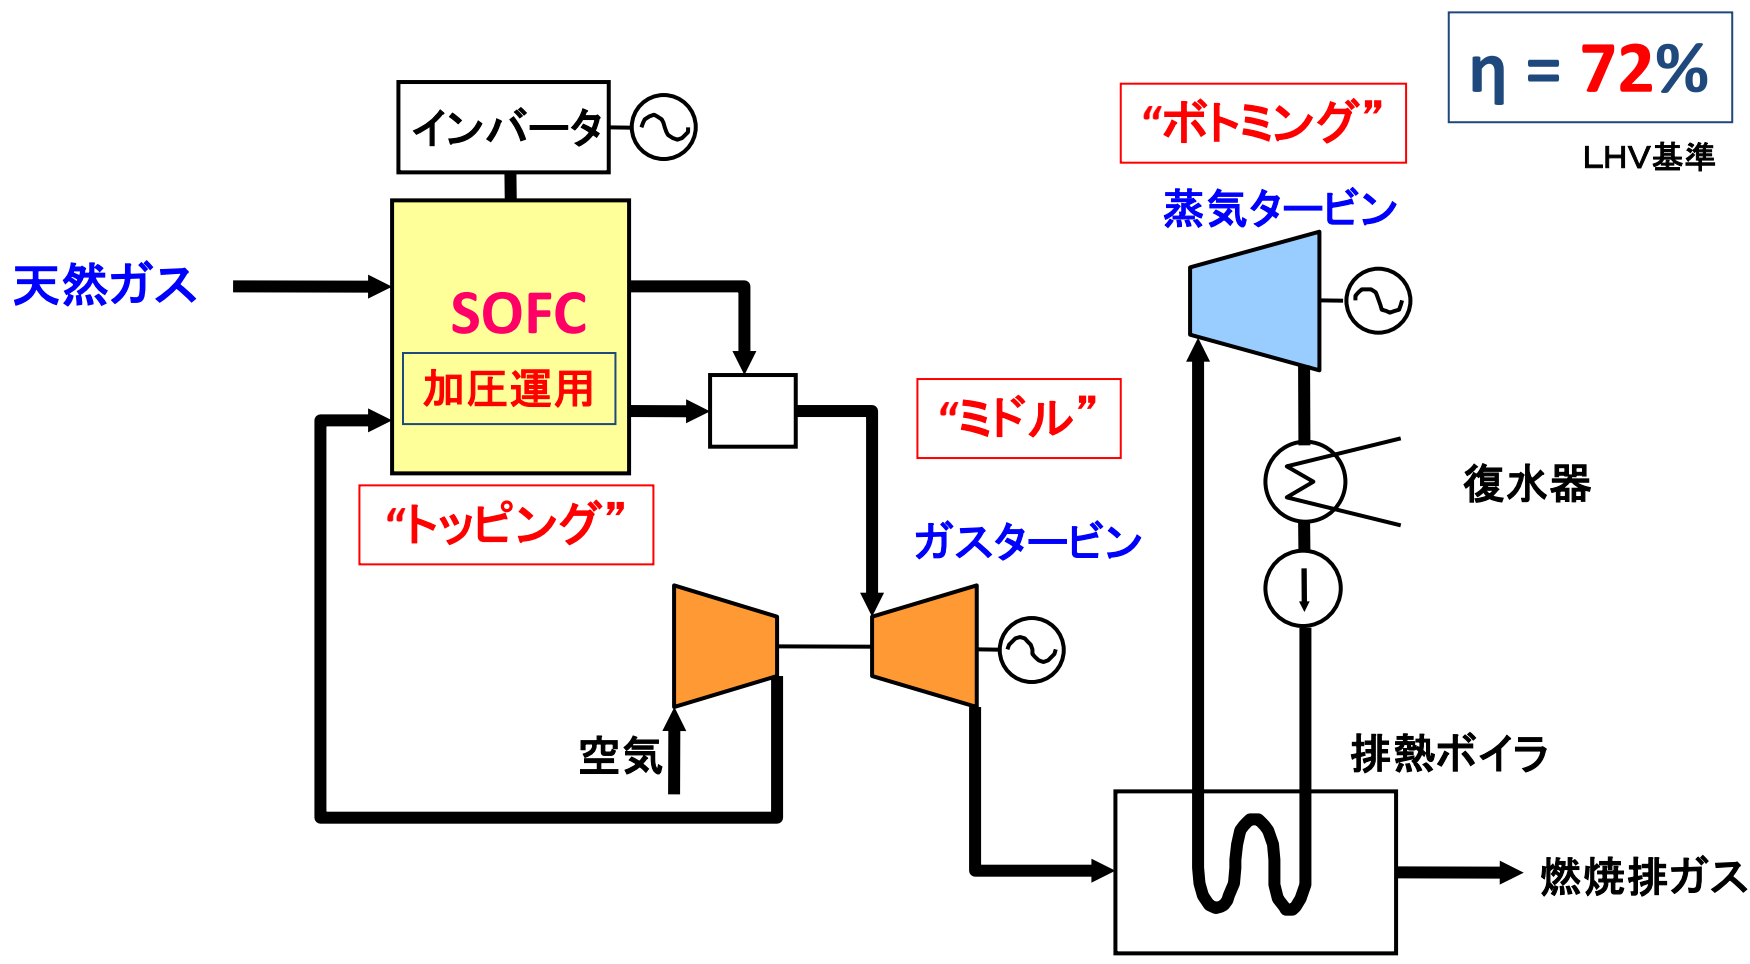 η = 72%
LHV基準
インバータ
“ボトミング”
蒸気タービン
天然ガス
SOFC
加圧運用
“ミドル”
復水器
“トッピング”
ガスタービン
空気
排熱ボイラ
燃焼排ガス